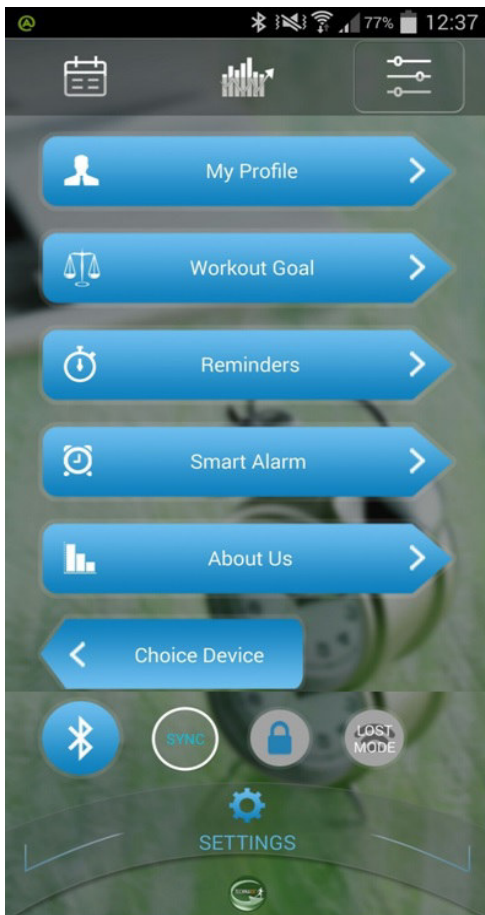 77% 12:37
My Profile
Workout Goal
Reminders
Smart Alarm
About Us
Choice Device
SYNC
LOST
MODE
SETTINGS